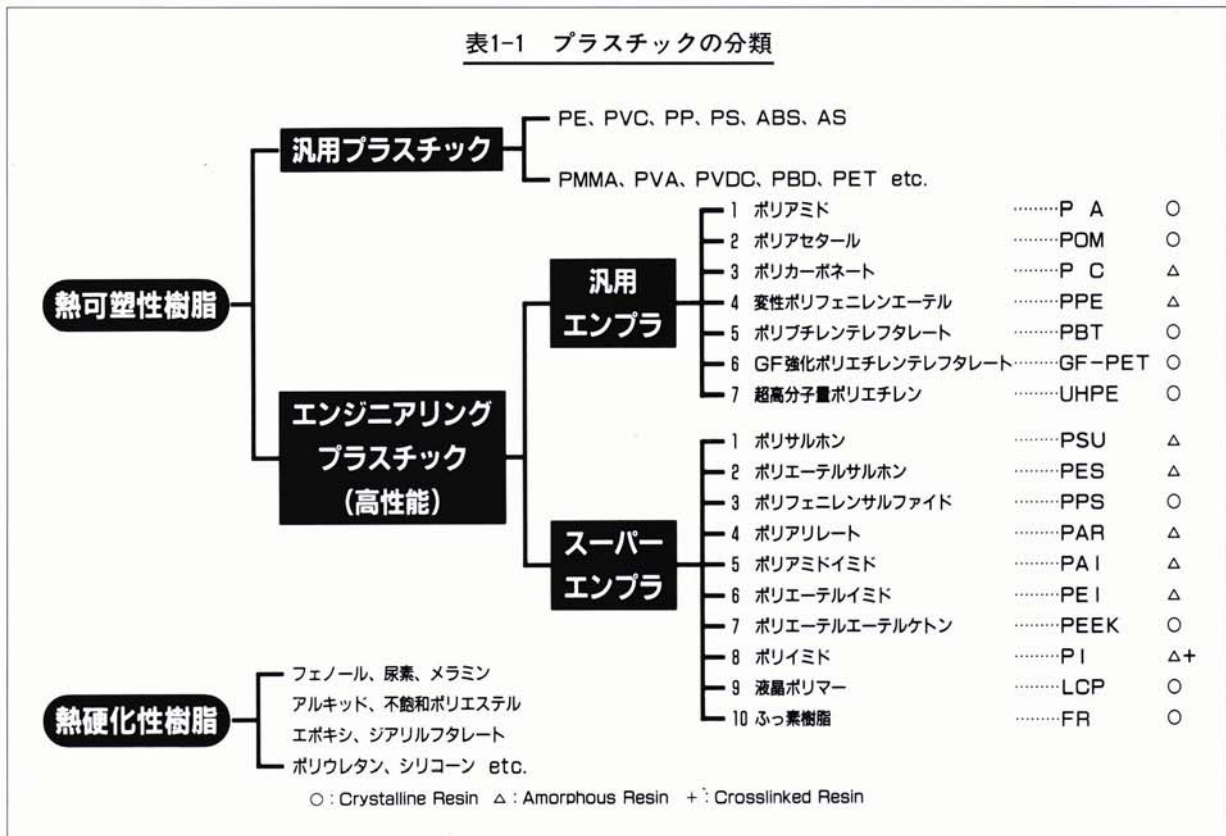 表1-1 プラスチックの分類
熱可塑性樹脂
汎用プラスチック
PE、PVC、PP、PS、ABS、AS
PMMA、PVA、PVDC、PBD、PET etc.
エンジニアリング
プラスチック
(高性能)
汎用
エンプラ
1 ポリアミド ………PA ○
2 ポリアセタール ………POM ○
3 ポリカーボネート ………PC △
4 変性ポリフェニレンエーテル ………PPE △
5 ポリブチレンテレフタレート ………PBT ○
6 GF強化ポリエチレンテレフタレート………GF-PET ○
7 超高分子量ポリエチレン ………UHPE ○
スーパー
エンプラ
1 ポリサルホン ………PSU △
2 ポリエーテルサルホン ………PES △
3 ポリフェニレンサルファイド ………PPS ○
4 ポリアリレート ………PAR △
5 ポリアミドイミド ………PAI △
6 ポリエーテルイミド ………PEI △
7 ポリエーテルエーテルケトン ………PEEK ○
8 ポリイミド ………PI △+
9 液晶ポリマー ………LCP ○
10 ふっ素樹脂 ………FR ○
熱硬化性樹脂
フェノール、尿素、メラミン
アルキッド、不飽和ポリエステル
エポキシ、ジアリルフタレート
ポリウレタン、シリコーン etc.
○:Crystalline Resin △:Amorphous Resin +:Crosslinked Resin